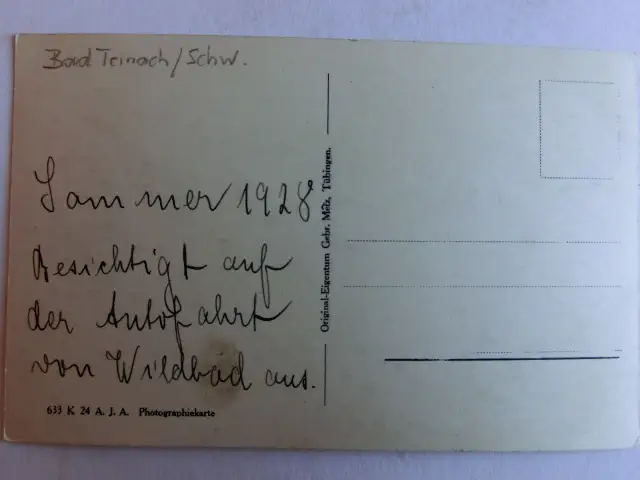 Bad Teinach/Schw.
Sommer 1928
Besichtigt auf
der Autofahrt
von Wildbad aus.
633 K 24 A. J. A. Photographiekarte
Original-Eigentum Gebr. Metz, Tübingen.